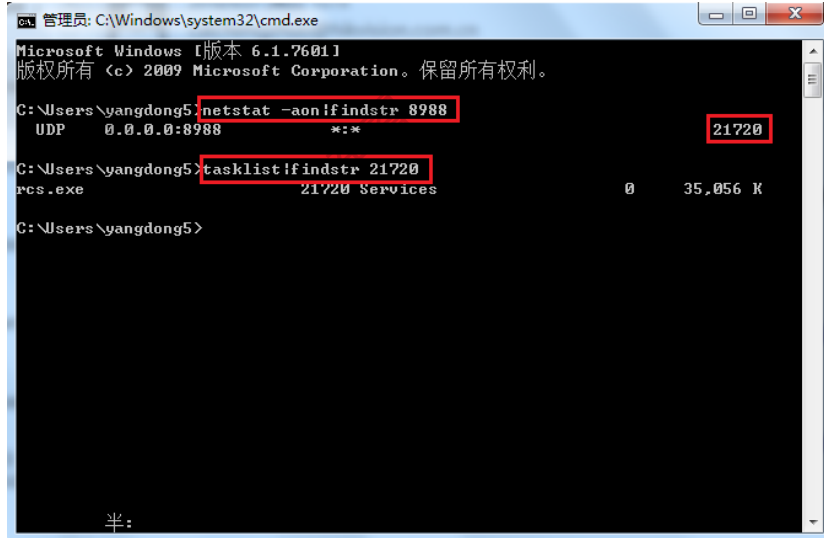 管理员: C:\Windows\system32\cmd.exe
Microsoft Windows [版本 6.1.7601]
版权所有 (c) 2009 Microsoft Corporation。保留所有权利。
C:\Users\yangdong5>netstat -aon|findstr 8988
UDP 0.0.0.0:8988 *:* 21720
C:\Users\yangdong5>tasklist|findstr 21720
rcs.exe 21720 Services 0 35,056 K
C:\Users\yangdong5>
半: